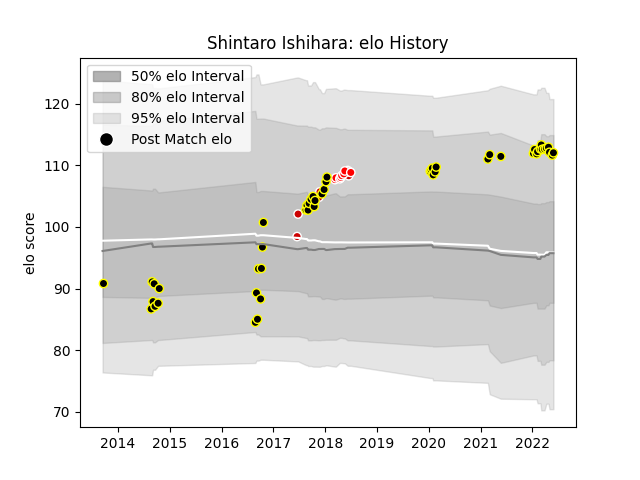 Shintaro Ishihara: elo History
50% elo Interval
80% elo Interval
95% elo Interval
Post Match elo
elo score
120
110
100
90
80
70
2014 2015 2016 2017 2018 2019 2020 2021 2022